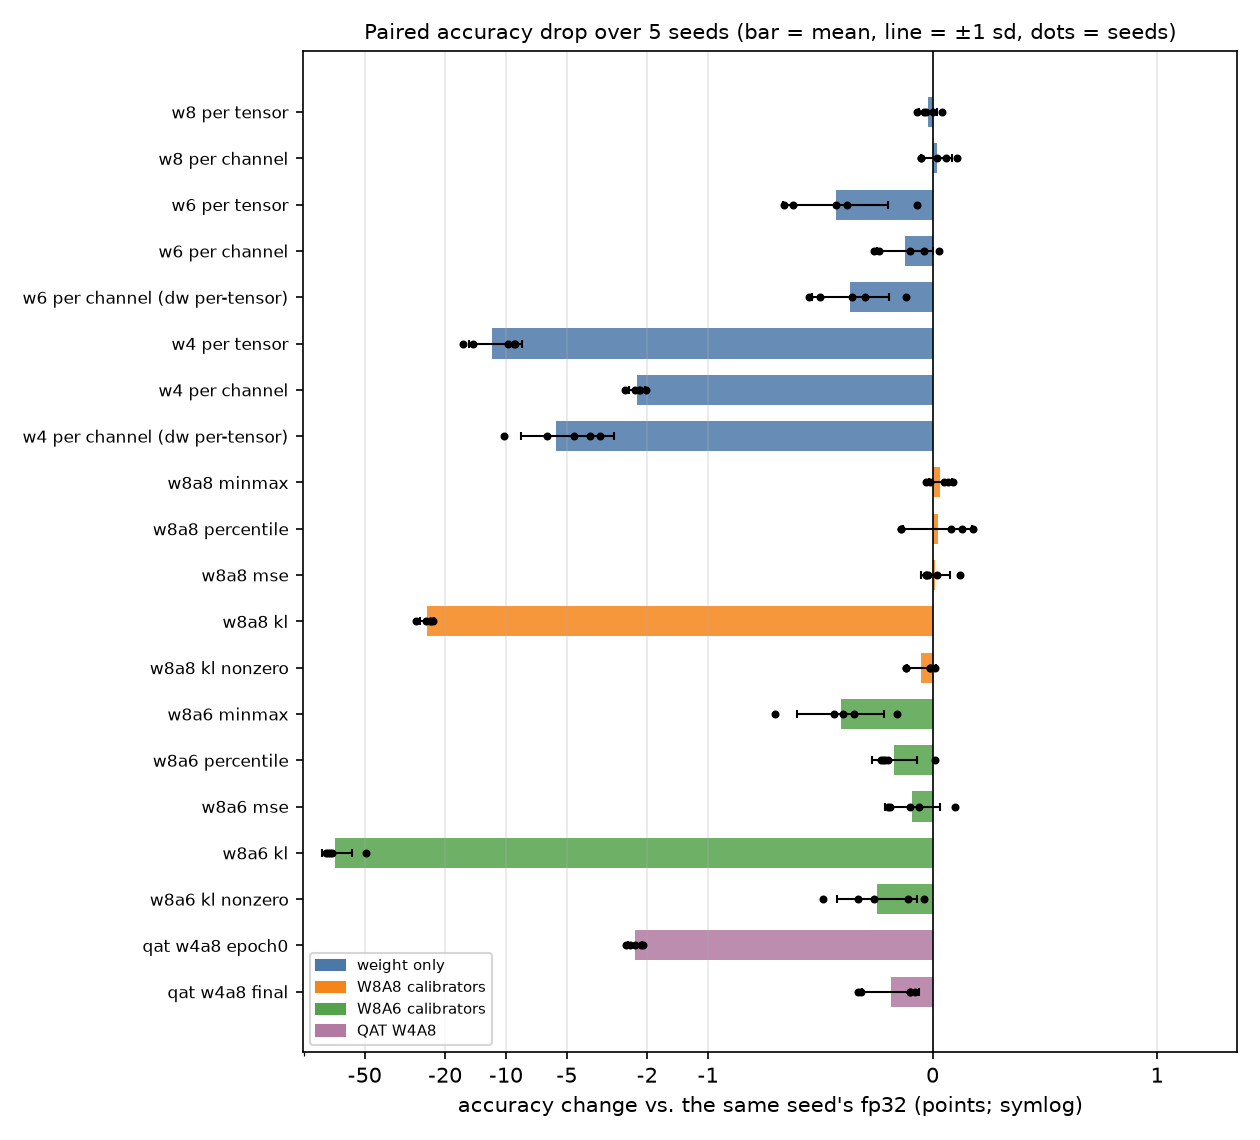 Paired accuracy drop over 5 seeds (bar = mean, line = ±1 sd, dots = seeds)
w8 per tensor
w8 per channel
w6 per tensor
w6 per channel
w6 per channel (dw per-tensor)
w4 per tensor
w4 per channel
w4 per channel (dw per-tensor)
w8a8 minmax
w8a8 percentile
w8a8 mse
w8a8 kl
w8a8 kl nonzero
w8a6 minmax
w8a6 percentile
w8a6 mse
w8a6 kl
w8a6 kl nonzero
qat w4a8 epoch0
qat w4a8 final
weight only
W8A8 calibrators
W8A6 calibrators
QAT W4A8
-50 -20 -10 -5 -2 -1 0 1
accuracy change vs. the same seed's fp32 (points; symlog)